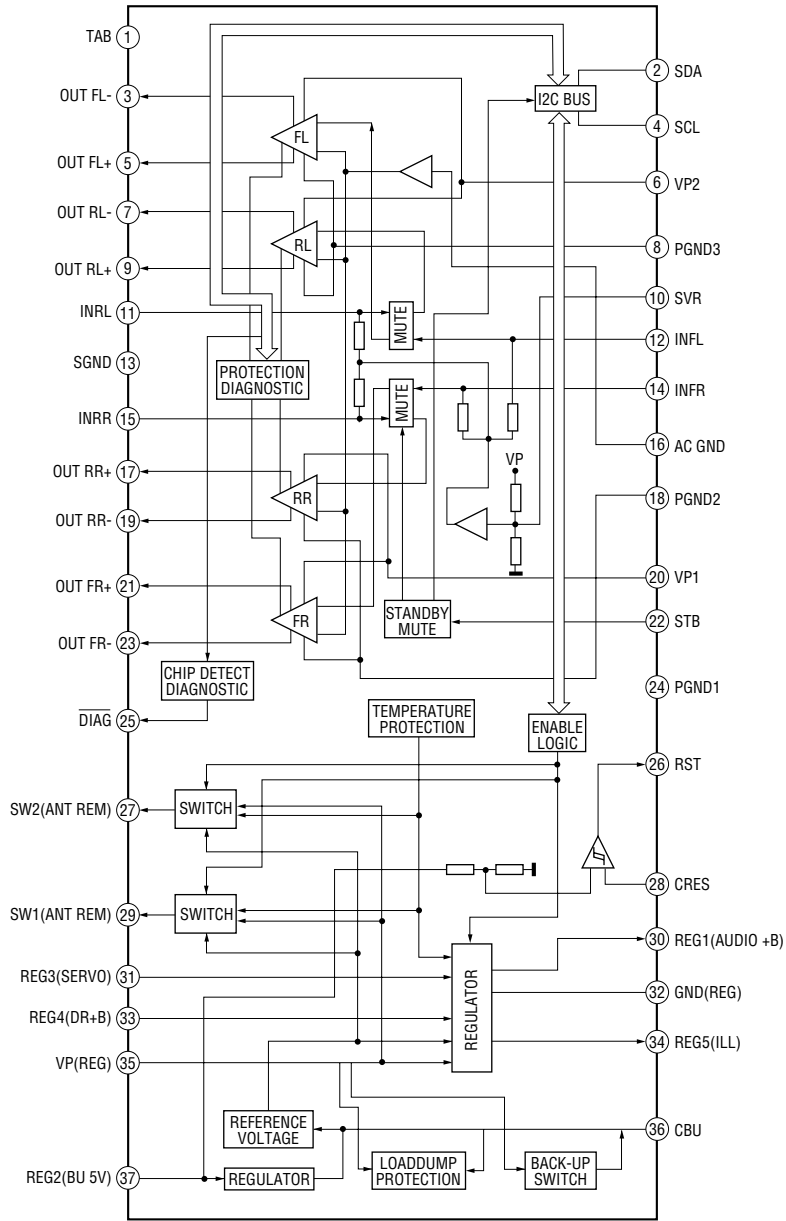 TAB 1
2 SDA
OUT FL- 3
I2C BUS
4 SCL
FL
OUT FL+ 5
6 VP2
OUT RL- 7
RL
8 PGND3
OUT RL+ 9
10 SVR
INRL 11
MUTE
12 INFL
SGND 13
PROTECTION
DIAGNOSTIC
MUTE
14 INFR
INRR 15
16 AC GND
VP
OUT RR+ 17
RR
18 PGND2
OUT RR- 19
20 VP1
OUT FR+ 21
FR
STANDBY
MUTE
22 STB
OUT FR- 23
CHIP DETECT
DIAGNOSTIC
24 PGND1
DIAG 25
TEMPERATURE
PROTECTION
ENABLE
LOGIC
26 RST
SW2(ANT REM) 27
SWITCH
28 CRES
SW1(ANT REM) 29
SWITCH
30 REG1(AUDIO +B)
REG3(SERVO) 31
REGULATOR
32 GND(REG)
REG4(DR+B) 33
34 REG5(ILL)
VP(REG) 35
REFERENCE
VOLTAGE
36 CBU
REG2(BU 5V) 37
REGULATOR
LOADDUMP
PROTECTION
BACK-UP
SWITCH